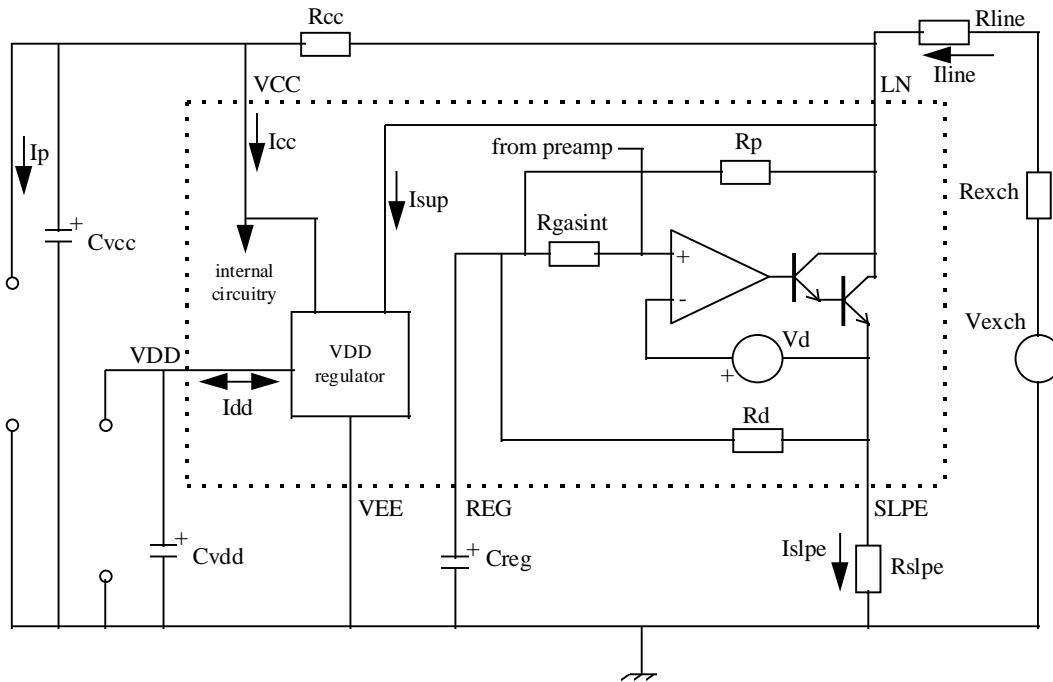 Rcc
Rline
Iline
VCC
LN
Ip
Icc
from preamp
Rp
Isup
Rexch
+
Cvcc
Rgasint
+
internal
circuitry
-
Vexch
VDD
VDD
regulator
Vd
+
Idd
Rd
VEE
REG
SLPE
+
Cvdd
+
Creg
Islpe
Rslpe